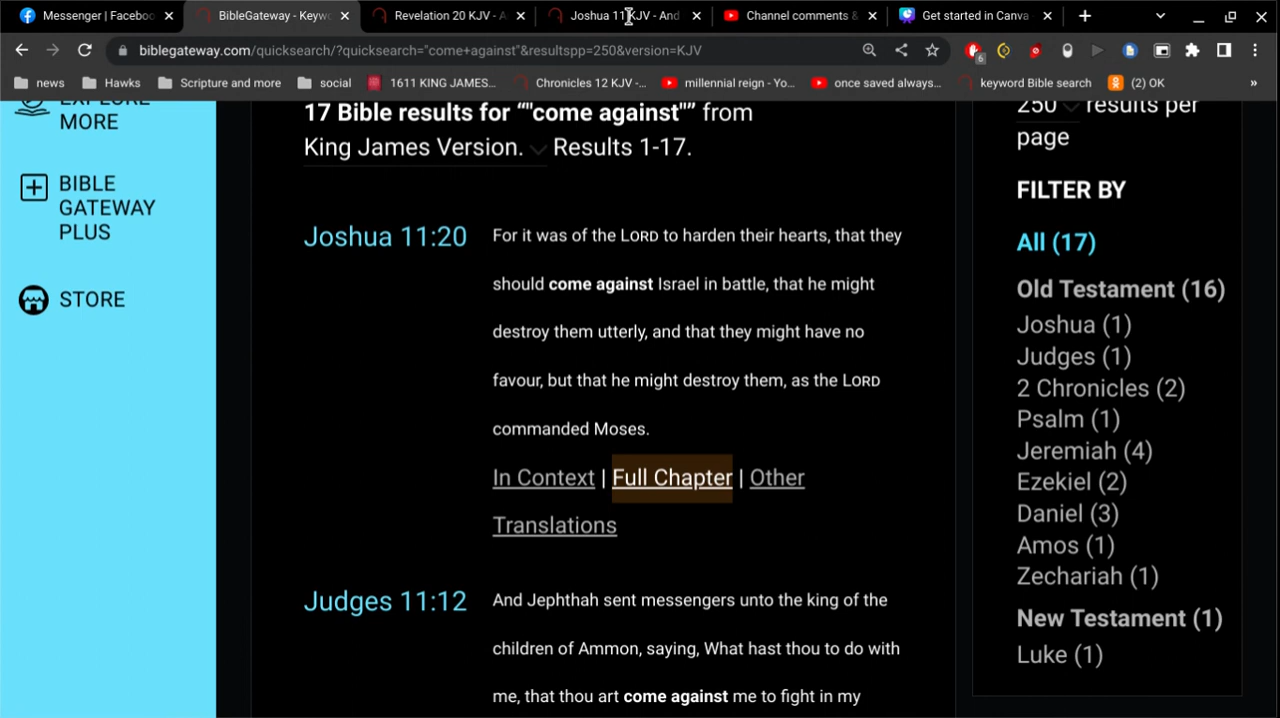 Messenger | Faceboo
BibleGateway - Keywo
Revelation 20 KJV - A
Joshua 11 KJV - And
Channel comments &
Get started in Canva
biblegateway.com/quicksearch/?quicksearch="come+against"&resultspp=250&version=KJV
6
news
Hawks
Scripture and more
social
1611 KING JAMES...
Chronicles 12 KJV -...
millennial reign - Yo...
once saved always...
keyword Bible search
(2) OK
»
EXPLORE
MORE
BIBLE
GATEWAY
PLUS
STORE
17 Bible results for “"come against"” from
King James Version. Results 1-17.
Joshua 11:20
For it was of the LORD to harden their hearts, that they
should come against Israel in battle, that he might
destroy them utterly, and that they might have no
favour, but that he might destroy them, as the LORD
commanded Moses.
In Context | Full Chapter | Other
Translations
Judges 11:12
And Jephthah sent messengers unto the king of the
children of Ammon, saying, What hast thou to do with
me, that thou art come against me to fight in my
250 results per
page
FILTER BY
All (17)
Old Testament (16)
Joshua (1)
Judges (1)
2 Chronicles (2)
Psalm (1)
Jeremiah (4)
Ezekiel (2)
Daniel (3)
Amos (1)
Zechariah (1)
New Testament (1)
Luke (1)